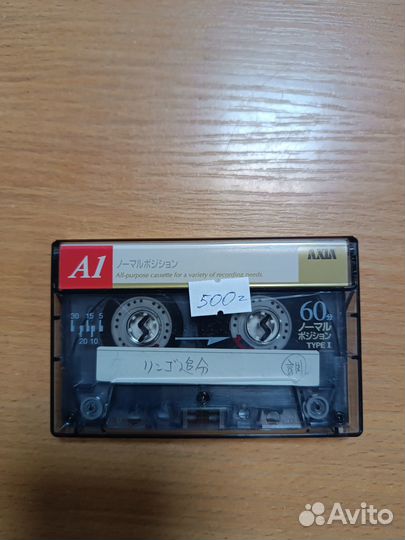 A1
ノーマルポジション
All-purpose cassette for a variety of recording needs.
AXIA
500г
30 15 5
20 10
60分
ノーマル
ポジション
TYPE I
リンゴ追分
Avito